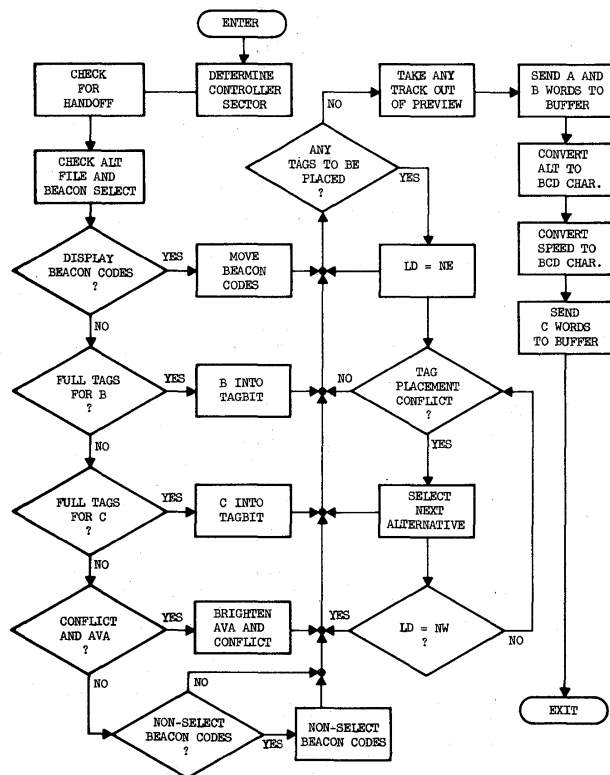 ENTER
DETERMINE
CONTROLLER
SECTOR
CHECK
FOR
HANDOFF
CHECK ALT
FILE AND
BEACON SELECT
DISPLAY
BEACON CODES
?
YES
MOVE
BEACON
CODES
NO
FULL TAGS
FOR B
?
YES
B INTO
TAGBIT
NO
FULL TAGS
FOR C
?
YES
C INTO
TAGBIT
NO
CONFLICT
AND AVA
?
YES
BRIGHTEN
AVA AND
CONFLICT
NO
NON-SELECT
BEACON CODES
?
NO
YES
NON-SELECT
BEACON CODES
ANY
TAGS TO BE
PLACED
?
NO
YES
TAKE ANY
TRACK OUT
OF PREVIEW
LD = NE
TAG
PLACEMENT
CONFLICT
?
NO
YES
SELECT
NEXT
ALTERNATIVE
LD = NW
?
YES
NO
SEND A AND
B WORDS TO
BUFFER
CONVERT
ALT TO
BCD CHAR.
CONVERT
SPEED TO
BCD CHAR.
SEND
C WORDS
TO BUFFER
EXIT